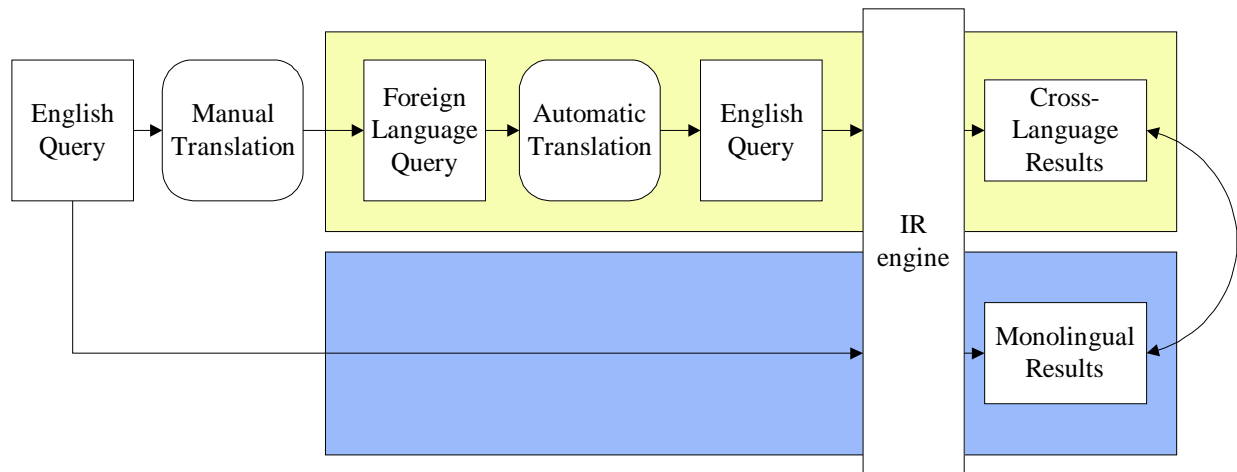 English
Query
Manual
Translation
Foreign
Language
Query
Automatic
Translation
English
Query
IR
engine
Cross-
Language
Results
Monolingual
Results